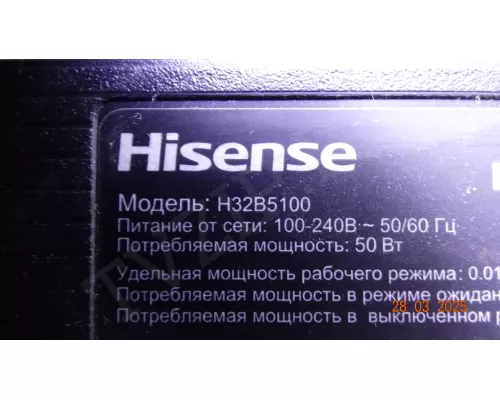 Hisense
Модель: H32B5100
Питание от сети: 100-240В ~ 50/60 Гц
Потребляемая мощность: 50 Вт
Удельная мощность рабочего режима: 0.01
Потребляемая мощность в режиме ожидан
Потребляемая мощность в выключенном р
28 03 2025